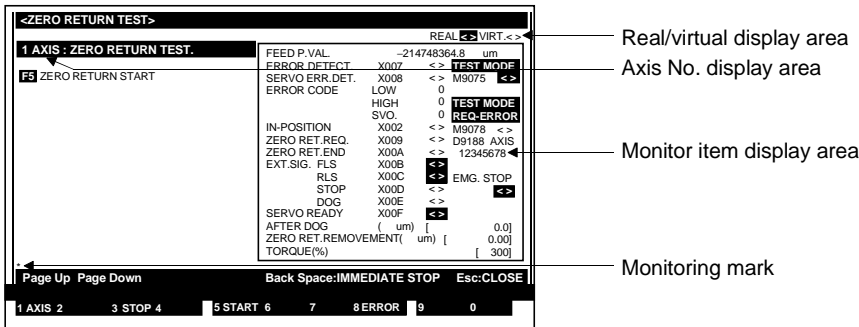 <ZERO RETURN TEST>
REAL < > VIRT.< >
1 AXIS : ZERO RETURN TEST.
F5 ZERO RETURN START
FEED P.VAL. −214748364.8 um
ERROR DETECT. X007 < > TEST MODE
SERVO ERR.DET. X008 < > M9075 < >
ERROR CODE LOW 0
HIGH 0 TEST MODE
SVO. 0 REQ-ERROR
IN-POSITION X002 < > M9078 < >
ZERO RET.REQ. X009 < > D9188 AXIS
ZERO RET.END X00A < > 12345678
EXT.SIG. FLS X00B < >
RLS X00C < > EMG. STOP
STOP X00D < > < >
DOG X00E < >
SERVO READY X00F < >
AFTER DOG ( um) [ 0.0]
ZERO RET.REMOVEMENT( um) [ 0.00]
TORQUE(%) [ 300]
*
Page Up Page Down Back Space:IMMEDIATE STOP Esc:CLOSE
1 AXIS 2 3 STOP 4 5 START 6 7 8 ERROR 9 0
Real/virtual display area
Axis No. display area
Monitor item display area
Monitoring mark